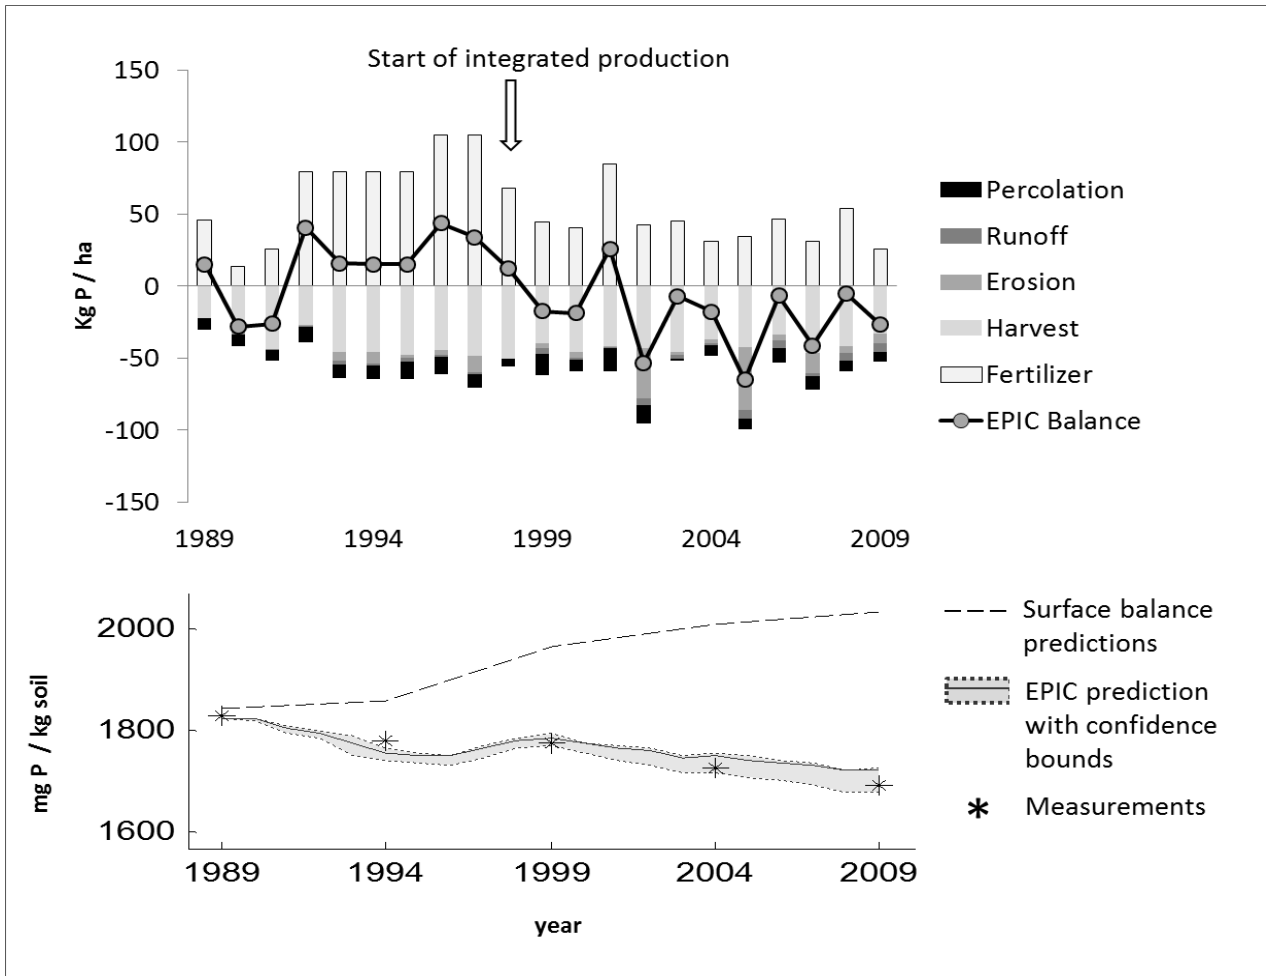 Start of integrated production
150
100
50
0
-50
-100
-150
Kg P / ha
1989 1994 1999 2004 2009
Percolation
Runoff
Erosion
Harvest
Fertilizer
EPIC Balance
2000
1800
1600
mg P / kg soil
1989 1994 1999 2004 2009
year
Surface balance
predictions
EPIC prediction
with confidence
bounds
Measurements